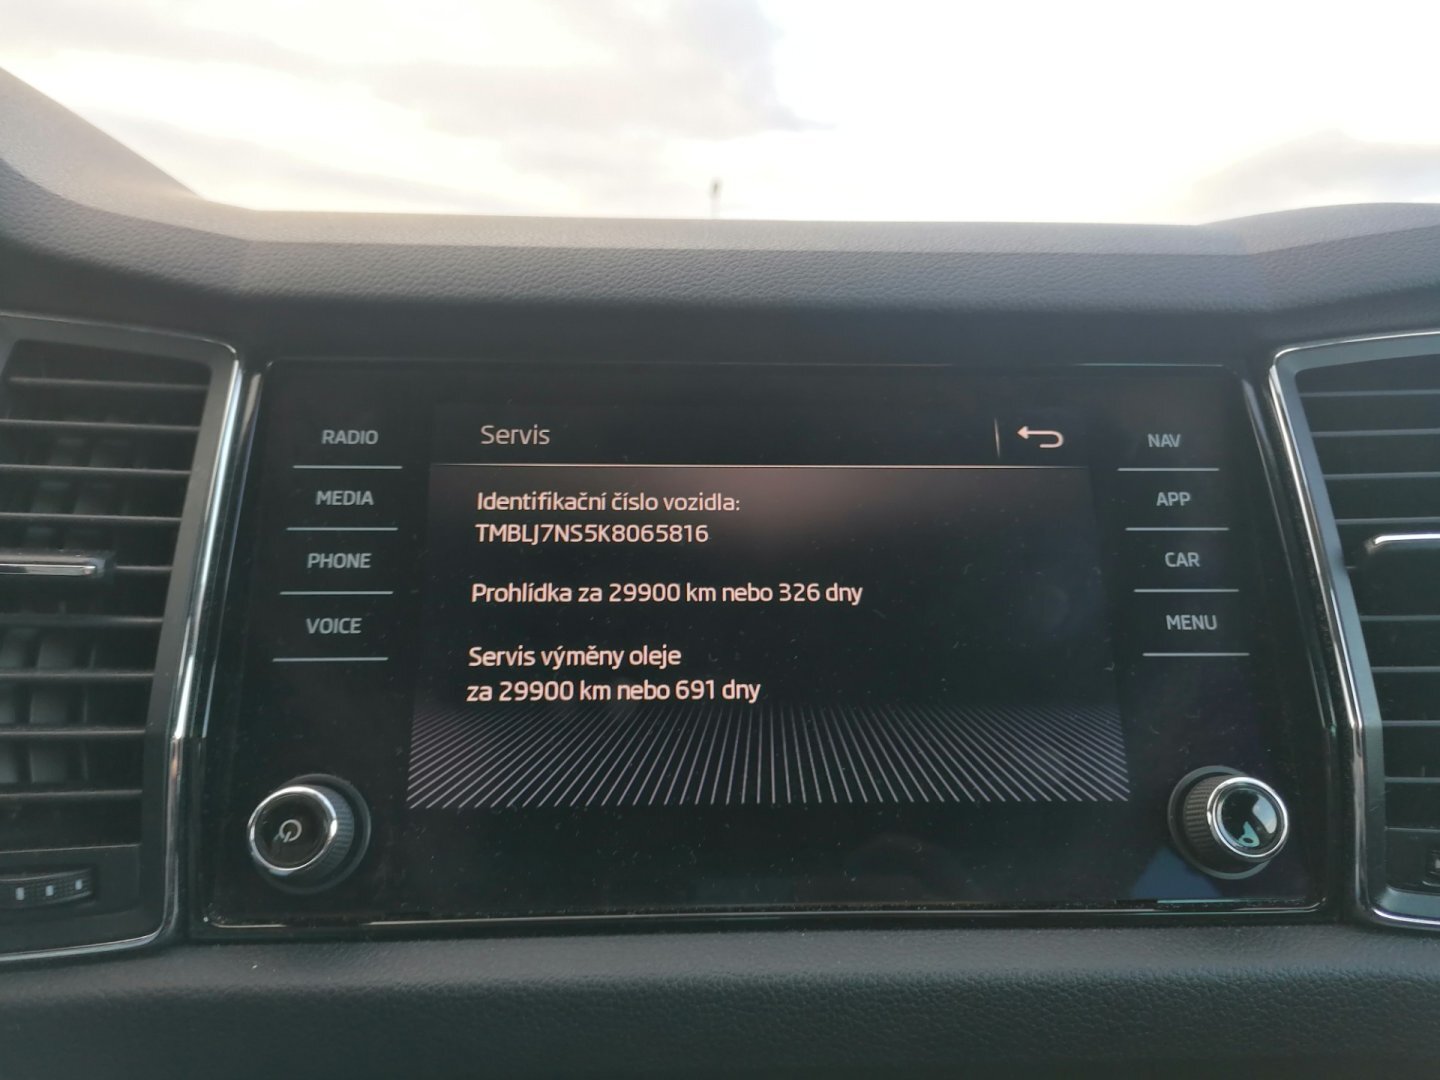 Servis
RADIO
MEDIA
PHONE
VOICE
Identifikační číslo vozidla:
TMBLJ7NS5K8065816
Prohlídka za 29900 km nebo 326 dny
Servis výměny oleje
za 29900 km nebo 691 dny
NAV
APP
CAR
MENU